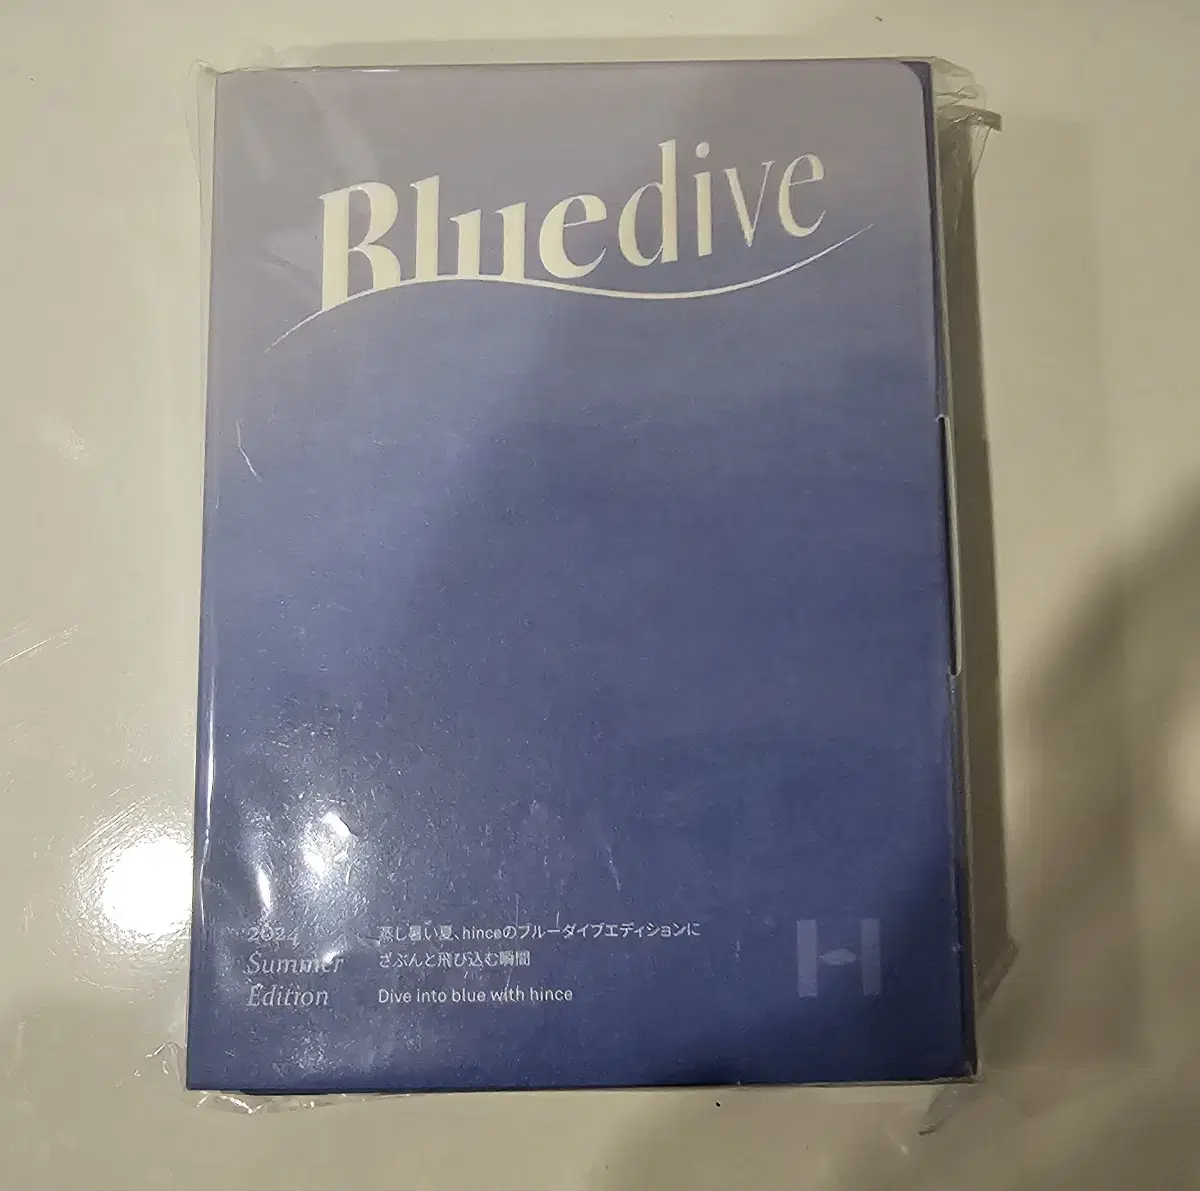 Bluedive
2024
Summer
Edition
蒸し暑い夏、hinceのブルーダイブエディションに
ざぶんと飛び込む瞬間
Dive into blue with hince
H